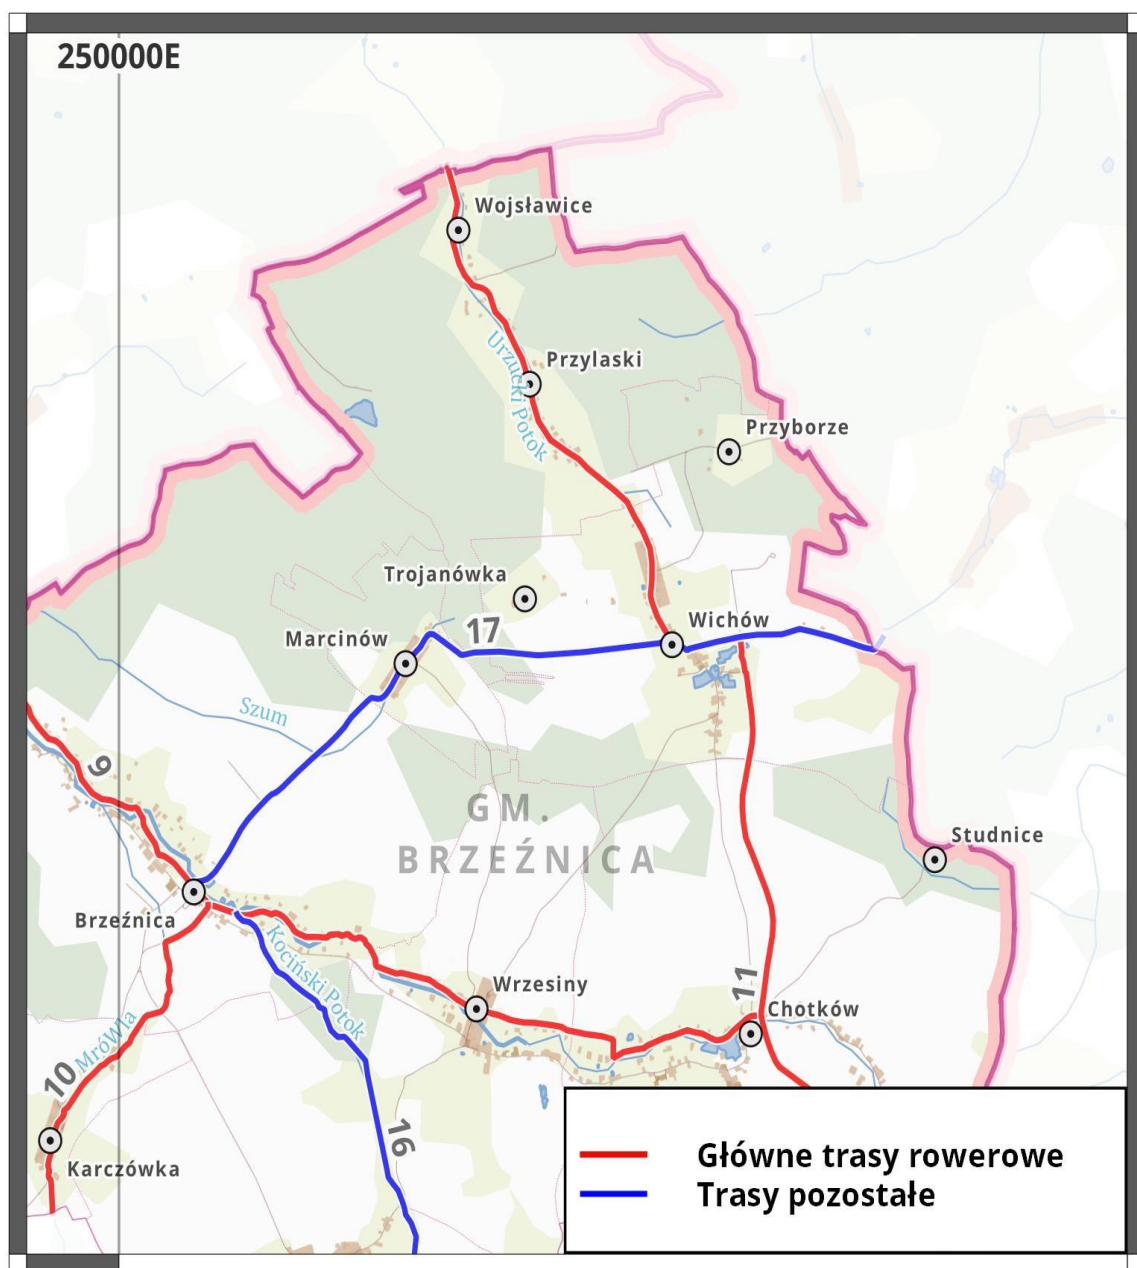 250000E
Wojsławice
Przylaski
Urzucki Potok
Przyborze
Trojanówka
Wichów
17
Marcinów
Szum
9
GM.
BRZEŹNICA
Studnice
Brzeźnica
Kociński Potok
Wrzesiny
11
Chotków
Mrówla
10
16
Karczówka
Główne trasy rowerowe
Trasy pozostałe